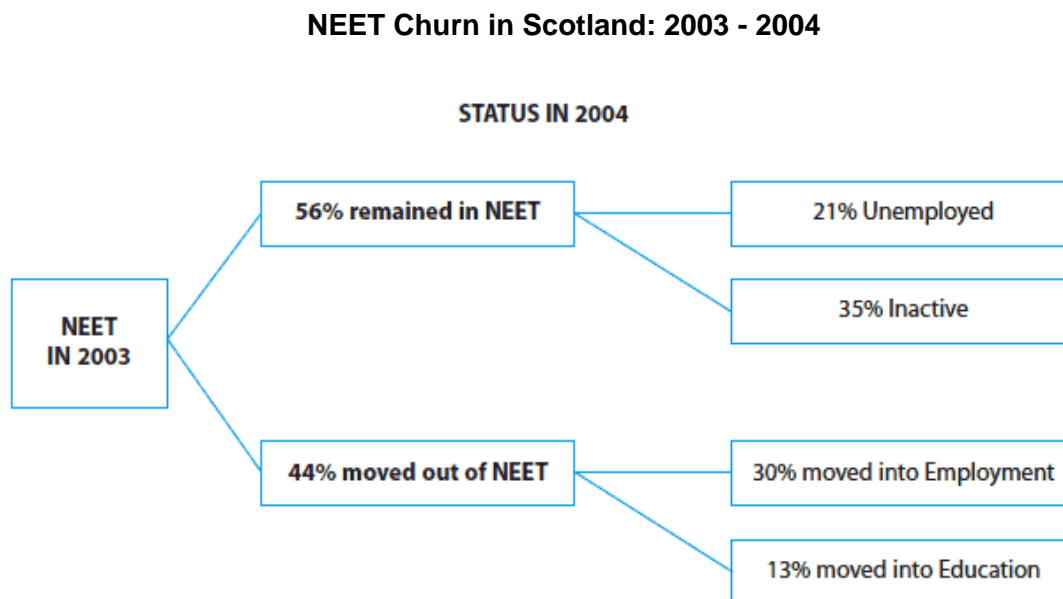 NEET Churn in Scotland: 2003 - 2004
STATUS IN 2004
56% remained in NEET
21% Unemployed
35% Inactive
NEET
IN 2003
44% moved out of NEET
30% moved into Employment
13% moved into Education